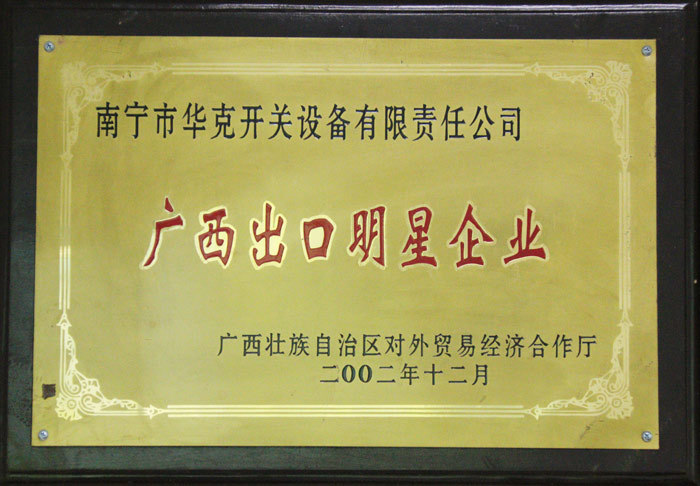 南宁市华克开关设备有限责任公司
广西出口明星企业
广西壮族自治区对外贸易经济合作厅
二00二年十二月